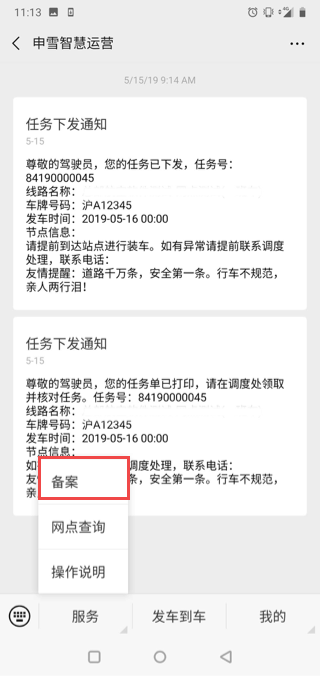 11:13
4G
申雪智慧运营
5/15/19 9:14 AM
任务下发通知
5-15
尊敬的驾驶员，您的任务已下发，任务号：
84190000045
线路名称：
车牌号码：沪A12345
发车时间：2019-05-16 00:00
节点信息：
请提前到达站点进行装车。如有异常请提前联系调度
处理，联系电话：
友情提醒：道路千万条，安全第一条。行车不规范，
亲人两行泪！
任务下发通知
5-15
尊敬的驾驶员，您的任务单已打印，请在调度处领取
并核对任务。任务号：84190000045
线路名称：
车牌号码：沪A12345
发车时间：2019-05-16 00:00
节点信息：
如 调度处理，联系电话：
友 条，安全第一条。行车不规范，
亲
备案
网点查询
操作说明
服务
发车到车
我的